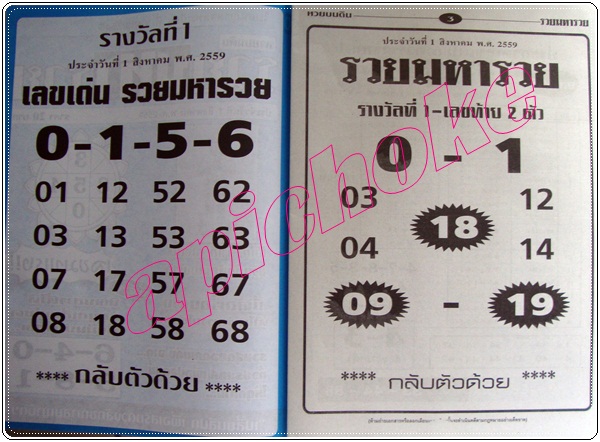 รางวัลที่ 1
ประจำวันที่ 1 สิงหาคม พ.ศ. 2559
เลขเด่น รวยมหารวย
0-1-5-6
01 12 52 62
03 13 53 63
07 17 57 67
08 18 58 68
**** กลับตัวด้วย ****
หวยบนดิน 3 รวยมหารวย
ประจำวันที่ 1 สิงหาคม พ.ศ. 2559
รวยมหารวย
รางวัลที่ 1-เลขท้าย 2 ตัว
0 - 1
03 12
18
04 14
09 - 19
**** กลับตัวด้วย ****
apichoke